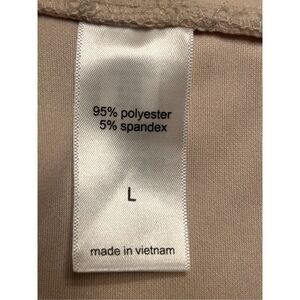 95% polyester
5% spandex
L
made in vietnam